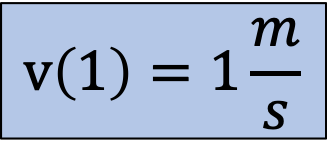 v(1) = 1 m/s